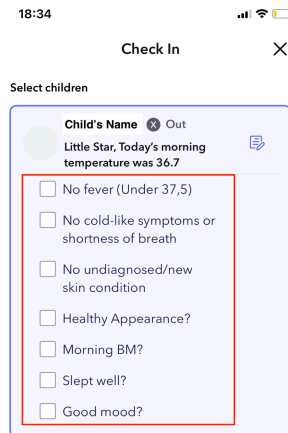 18:34
Check In
Select children
Child's Name X Out
Little Star, Today's morning
temperature was 36.7
No fever (Under 37,5)
No cold-like symptoms or
shortness of breath
No undiagnosed/new
skin condition
Healthy Appearance?
Morning BM?
Slept well?
Good mood?